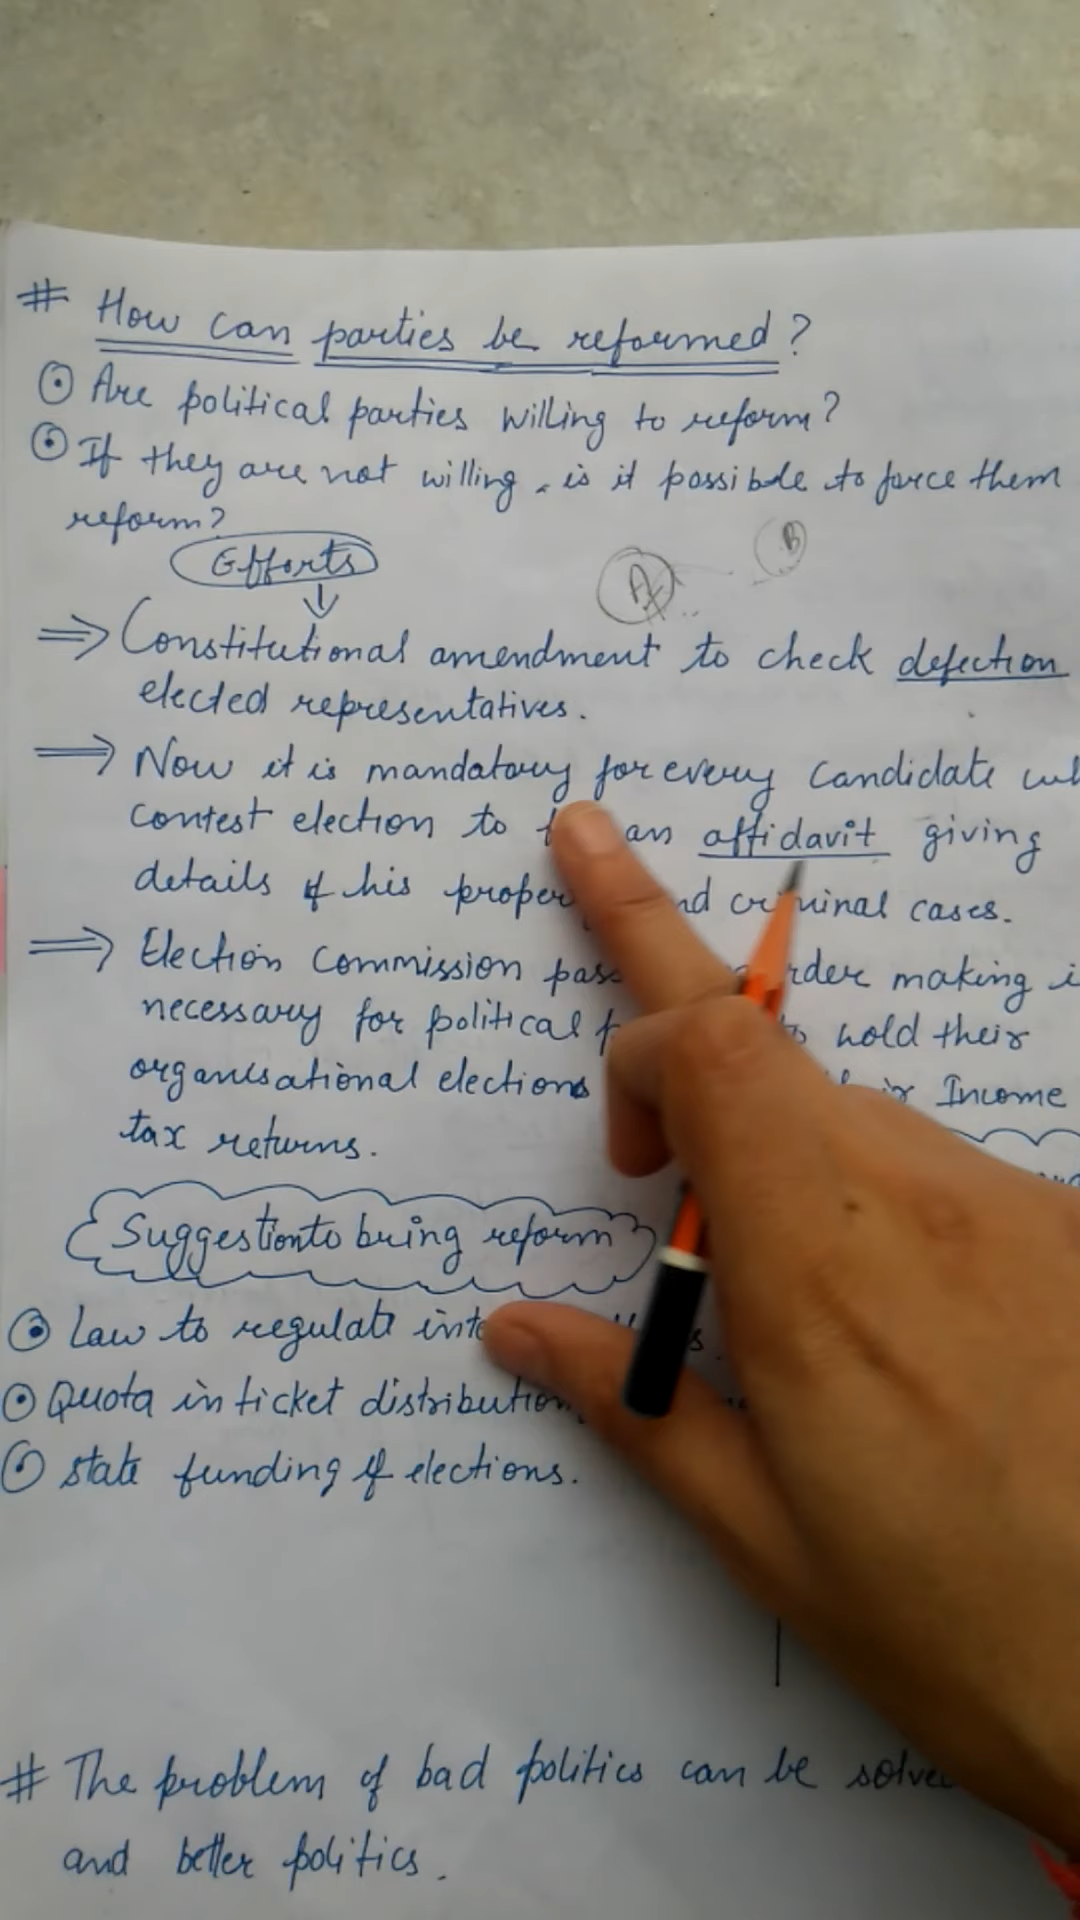 # How can parties be reformed?
Are political parties willing to reform?
If they are not willing, is it possible to force them
reform?
Efforts
A
B
⇒ Constitutional amendment to check defection
elected representatives.
⇒ Now it is mandatory for every candidate
contest election to an affidavit giving
details of his criminal cases.
⇒ Election Commission making
necessary for political hold their
organisational elections Income
tax returns.
Suggestion to bring reform
Law to regulate
Quota in ticket distribution
state funding of elections.
# The problem of bad politics can be
and better politics.